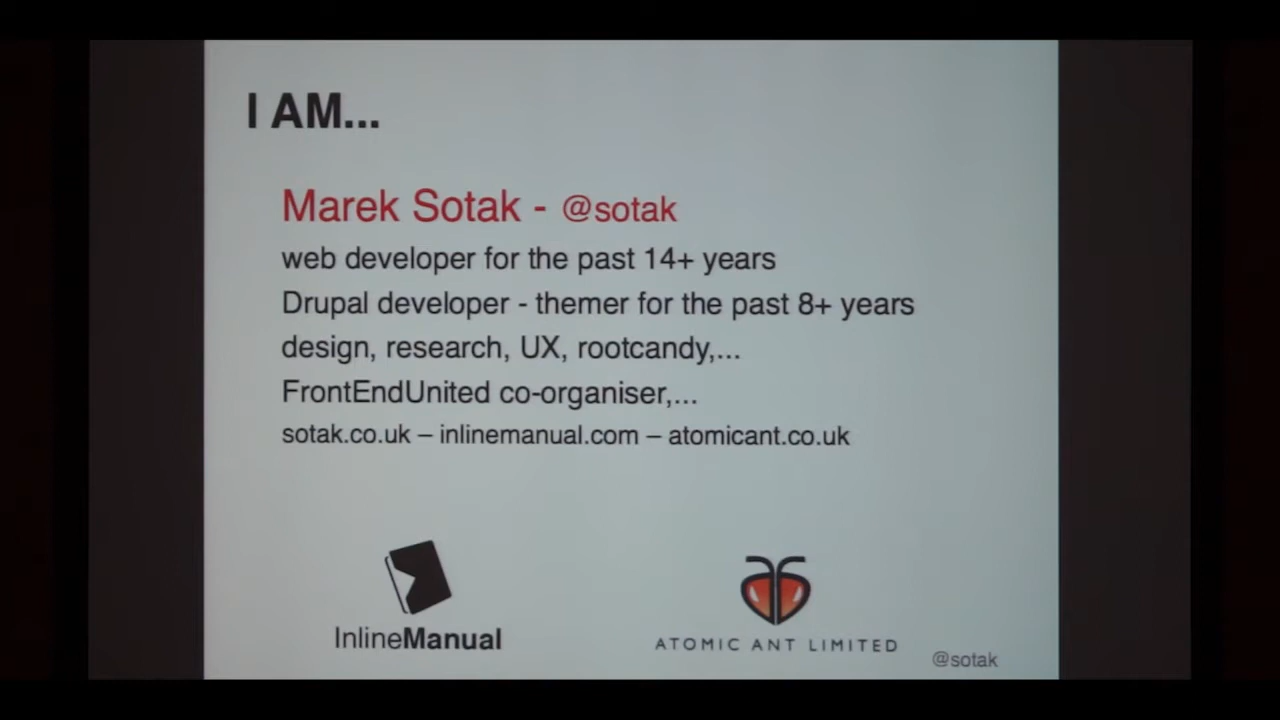 I AM...
Marek Sotak - @sotak
web developer for the past 14+ years
Drupal developer - themer for the past 8+ years
design, research, UX, rootcandy,...
FrontEndUnited co-organiser,...
sotak.co.uk – inlinemanual.com – atomicant.co.uk
InlineManual
ATOMIC ANT LIMITED
@sotak